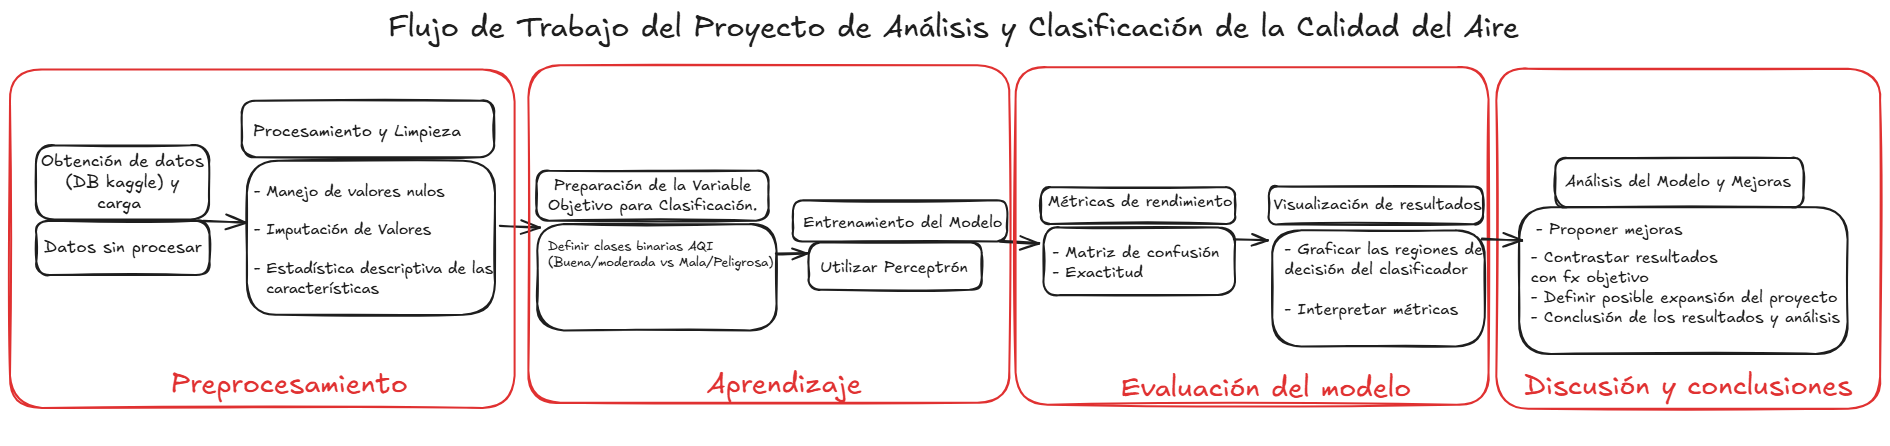 Flujo de Trabajo del Proyecto de Análisis y Clasificación de la Calidad del Aire
Obtención de datos
(DB kaggle) y
carga
Datos sin procesar
Procesamiento y Limpieza
- Manejo de valores nulos
- Imputación de Valores
- Estadística descriptiva de las
características
Preprocesamiento
Preparación de la Variable
Objetivo para Clasificación.
Definir clases binarias AQI
(Buena/moderada vs Mala/Peligrosa)
Entrenamiento del Modelo
Utilizar Perceptrón
Aprendizaje
Métricas de rendimiento
- Matriz de confusión
- Exactitud
Visualización de resultados
- Graficar las regiones de
decisión del clasificador
- Interpretar métricas
Evaluación del modelo
Análisis del Modelo y Mejoras
- Proponer mejoras
- Contrastar resultados
con fx objetivo
- Definir posible expansión del proyecto
- Conclusión de los resultados y análisis
Discusión y conclusiones